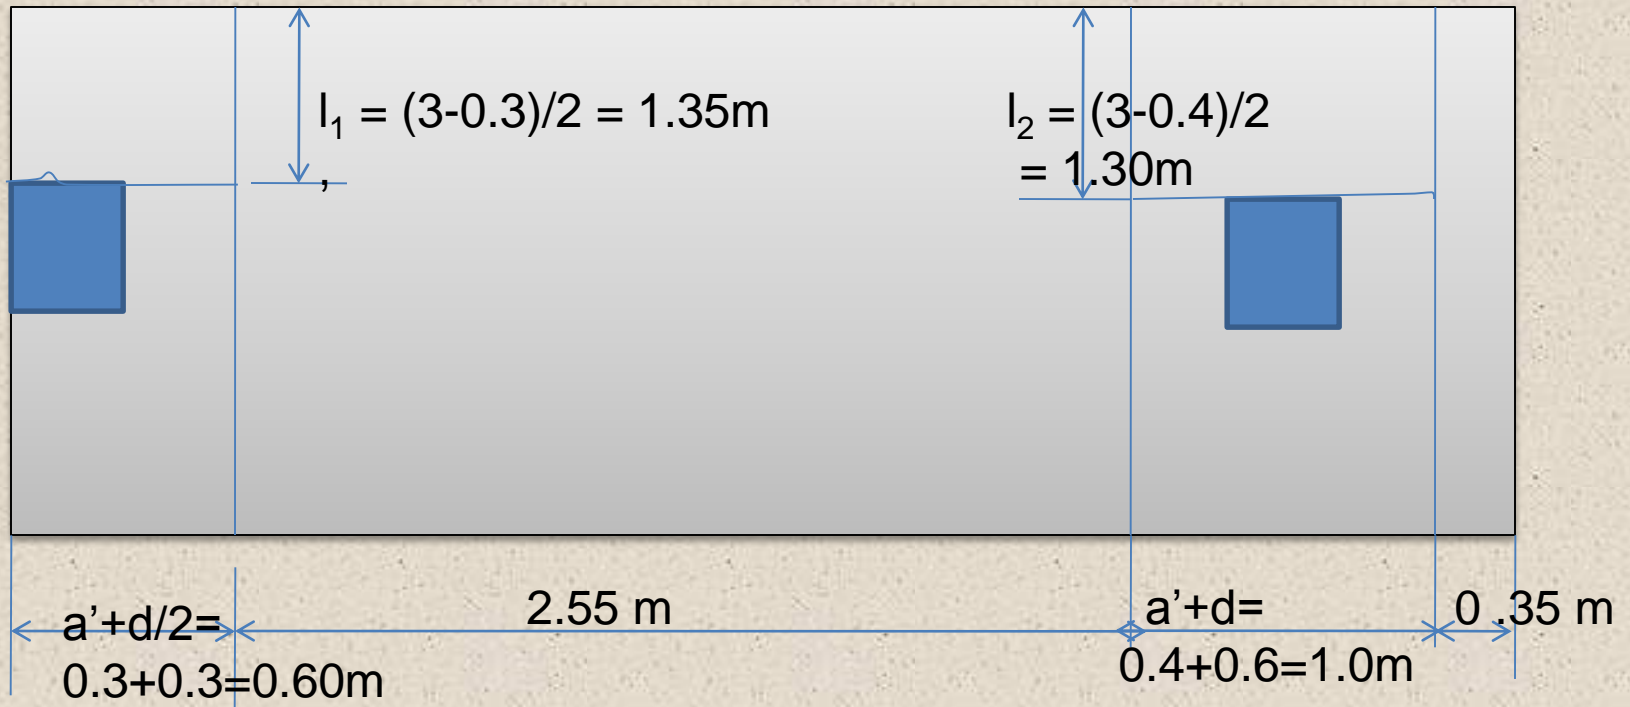 l₁ = (3-0.3)/2 = 1.35m
,
l₂ = (3-0.4)/2
= 1.30m
a’+d/2=
0.3+0.3=0.60m
2.55 m
a’+d=
0.4+0.6=1.0m
0 .35 m